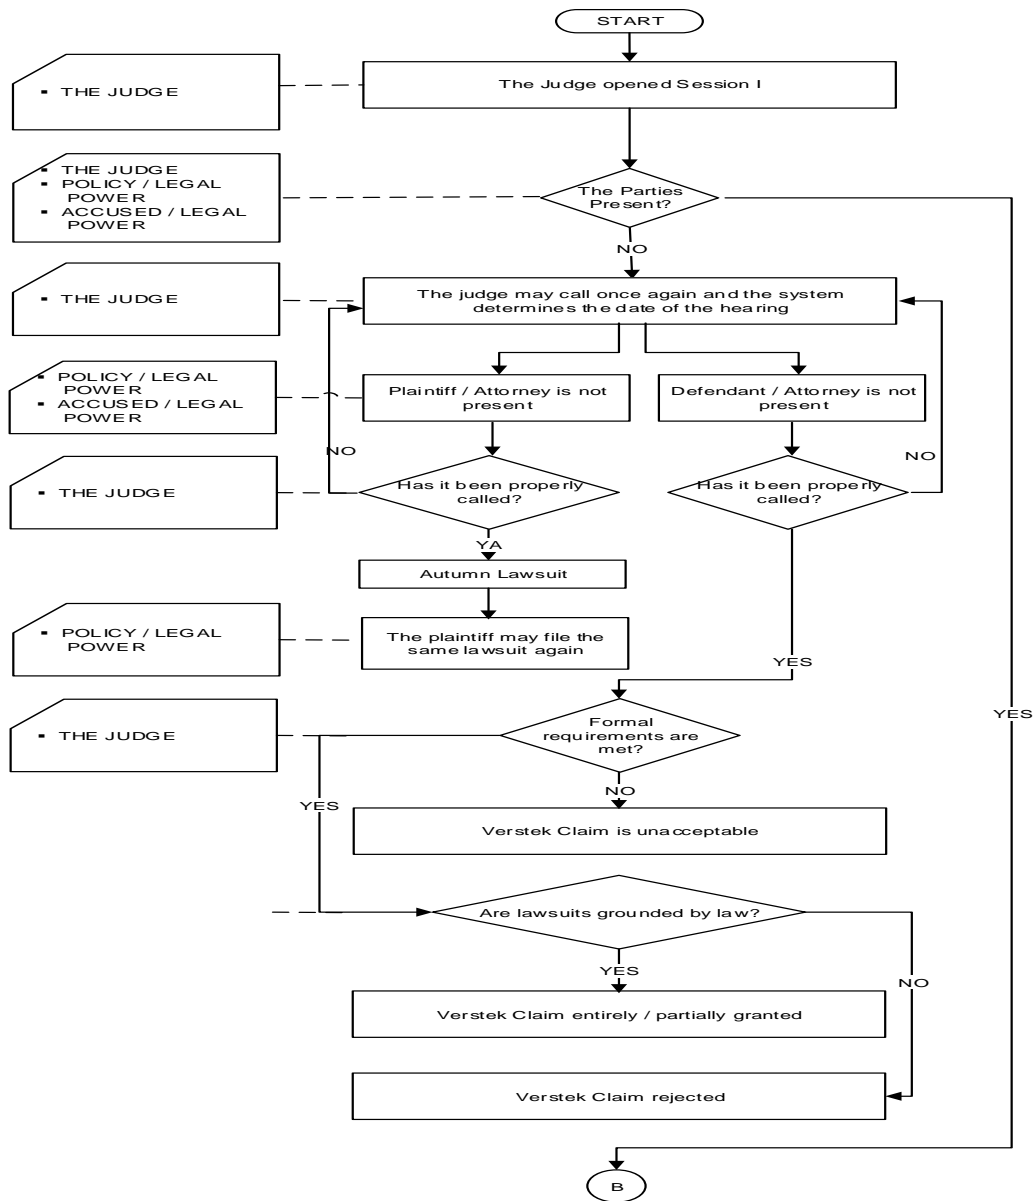 START
▪ THE JUDGE
The Judge opened Session I
▪ THE JUDGE
▪ POLICY / LEGAL
POWER
▪ ACCUSED / LEGAL
POWER
The Parties
Present?
NO
▪ THE JUDGE
The judge may call once again and the system
determines the date of the hearing
▪ POLICY / LEGAL
POWER
▪ ACCUSED / LEGAL
POWER
Plaintiff / Attorney is not
present
Defendant / Attorney is not
present
NO
NO
▪ THE JUDGE
Has it been properly
called?
Has it been properly
called?
YA
Autumn Lawsuit
▪ POLICY / LEGAL
POWER
The plaintiff may file the
same lawsuit again
YES
▪ THE JUDGE
Formal
requirements are
met?
YES
NO
YES
Verstek Claim is unacceptable
Are lawsuits grounded by law?
YES
NO
Verstek Claim entirely / partially granted
Verstek Claim rejected
B